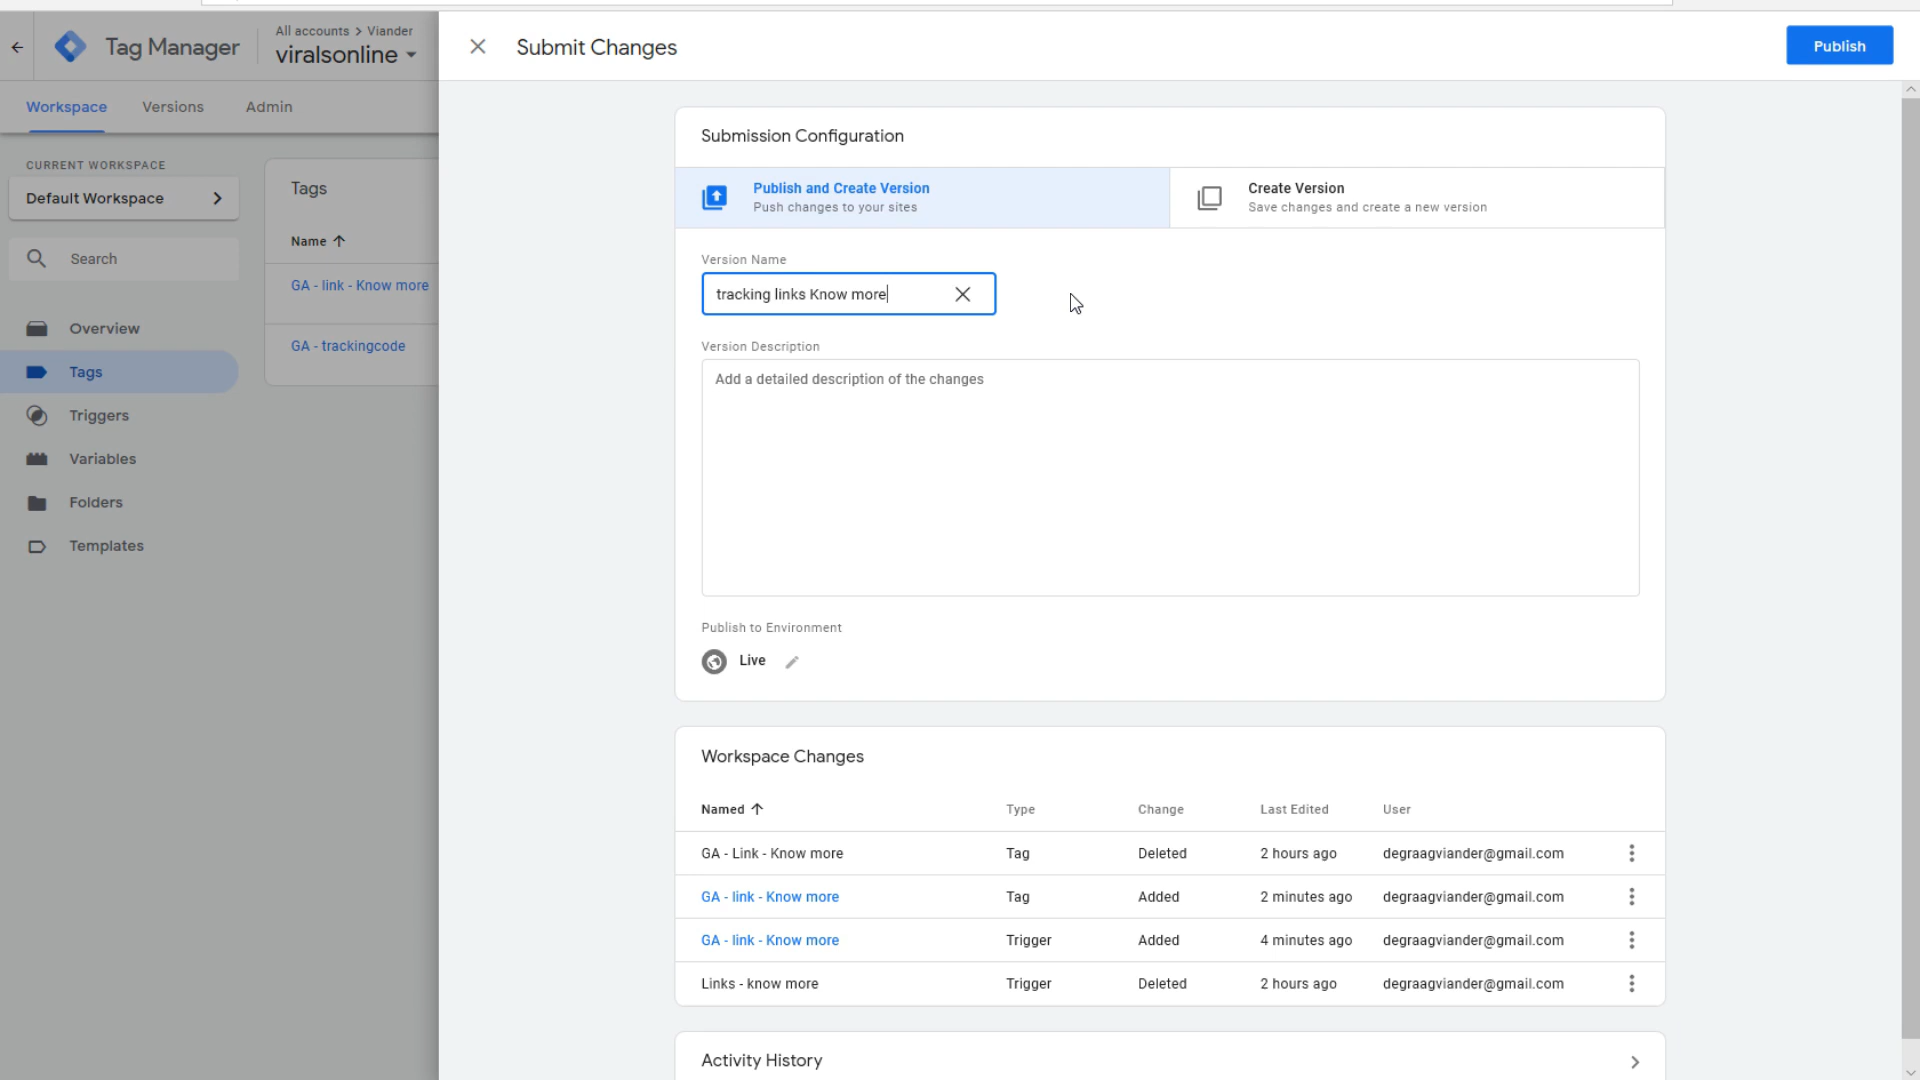 Tag Manager
All accounts > Viander
viralsonline
Submit Changes
Publish
Workspace
Versions
Admin
CURRENT WORKSPACE
Default Workspace
Search
Overview
Tags
Triggers
Variables
Folders
Templates
Tags
Name
GA - link - Know more
GA - trackingcode
Submission Configuration
Publish and Create Version
Push changes to your sites
Create Version
Save changes and create a new version
Version Name
tracking links Know more
Version Description
Add a detailed description of the changes
Publish to Environment
Live
Workspace Changes
Named Type Change Last Edited User
GA - Link - Know more Tag Deleted 2 hours ago degraagviander@gmail.com
GA - link - Know more Tag Added 2 minutes ago degraagviander@gmail.com
GA - link - Know more Trigger Added 4 minutes ago degraagviander@gmail.com
Links - know more Trigger Deleted 2 hours ago degraagviander@gmail.com
Activity History